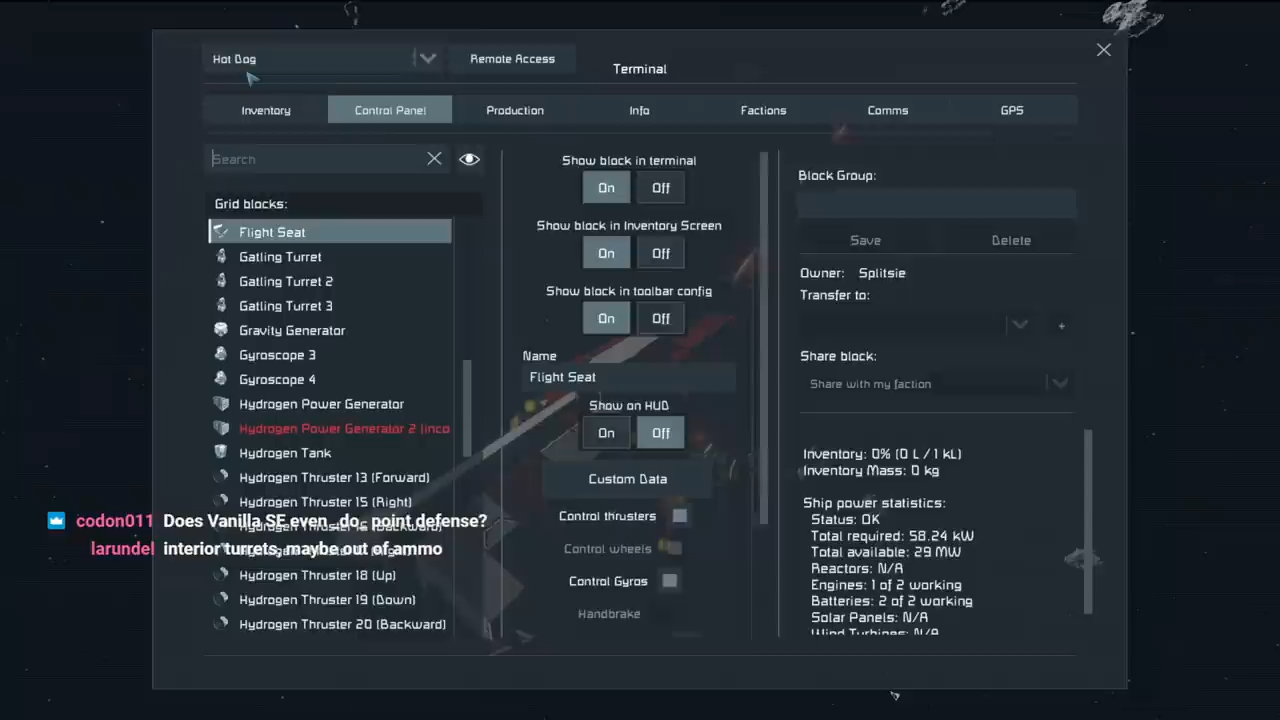 Hot Dog
Remote Access
Terminal
Inventory
Control Panel
Production
Info
Factions
Comms
GPS
Search
Grid blocks:
Flight Seat
Gatling Turret
Gatling Turret 2
Gatling Turret 3
Gravity Generator
Gyroscope 3
Gyroscope 4
Hydrogen Power Generator
Hydrogen Power Generator 2 (Inco
Hydrogen Tank
Hydrogen Thruster 13 (Forward)
Hydrogen Thruster 15 (Right)
Hydrogen Thruster 18 (Up)
Hydrogen Thruster 19 (Down)
Hydrogen Thruster 20 (Backward)
codon011 Does Vanilla SE even _do_ point defense?
larundel interior turrets, maybe out of ammo
Show block in terminal
On Off
Show block in Inventory Screen
On Off
Show block in toolbar config
On Off
Name
Flight Seat
Show on HUD
On Off
Custom Data
Control thrusters
Control wheels
Control Gyros
Handbrake
Block Group:
Save Delete
Owner: Splitsie
Transfer to:
+
Share block:
Share with my faction
Inventory: 0% (0 L / 1 kL)
Inventory Mass: 0 kg
Ship power statistics:
Status: OK
Total required: 58.24 kW
Total available: 29 MW
Reactors: N/A
Engines: 1 of 2 working
Batteries: 2 of 2 working
Solar Panels: N/A
Wind Turbines: N/A